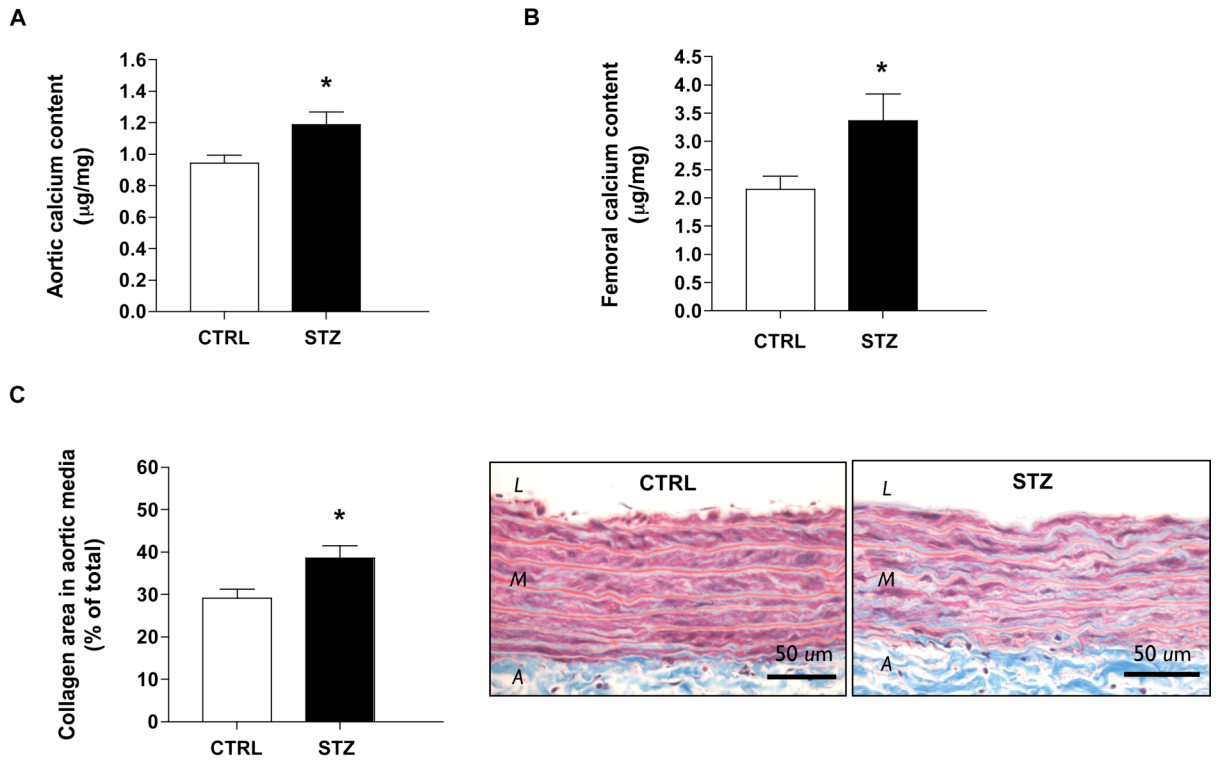 A
Aortic calcium content
(μg/mg)
1.6
1.4
1.2
1.0
0.8
0.6
0.4
0.2
0.0
*
CTRL
STZ
B
Femoral calcium content
(μg/mg)
4.5
4.0
3.5
3.0
2.5
2.0
1.5
1.0
0.5
0.0
*
CTRL
STZ
C
Collagen area in aortic media
(% of total)
60
50
40
30
20
10
0
*
CTRL
STZ
L
CTRL
M
50 um
A
L
STZ
M
50 um
A